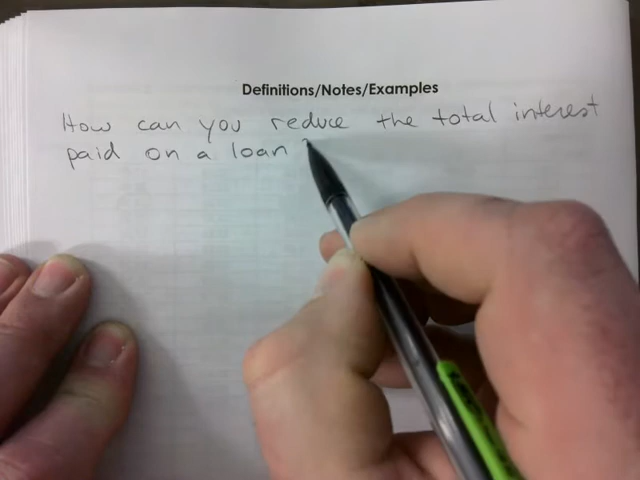 Definitions/Notes/Examples
How can you reduce the total interest
paid on a loan ?